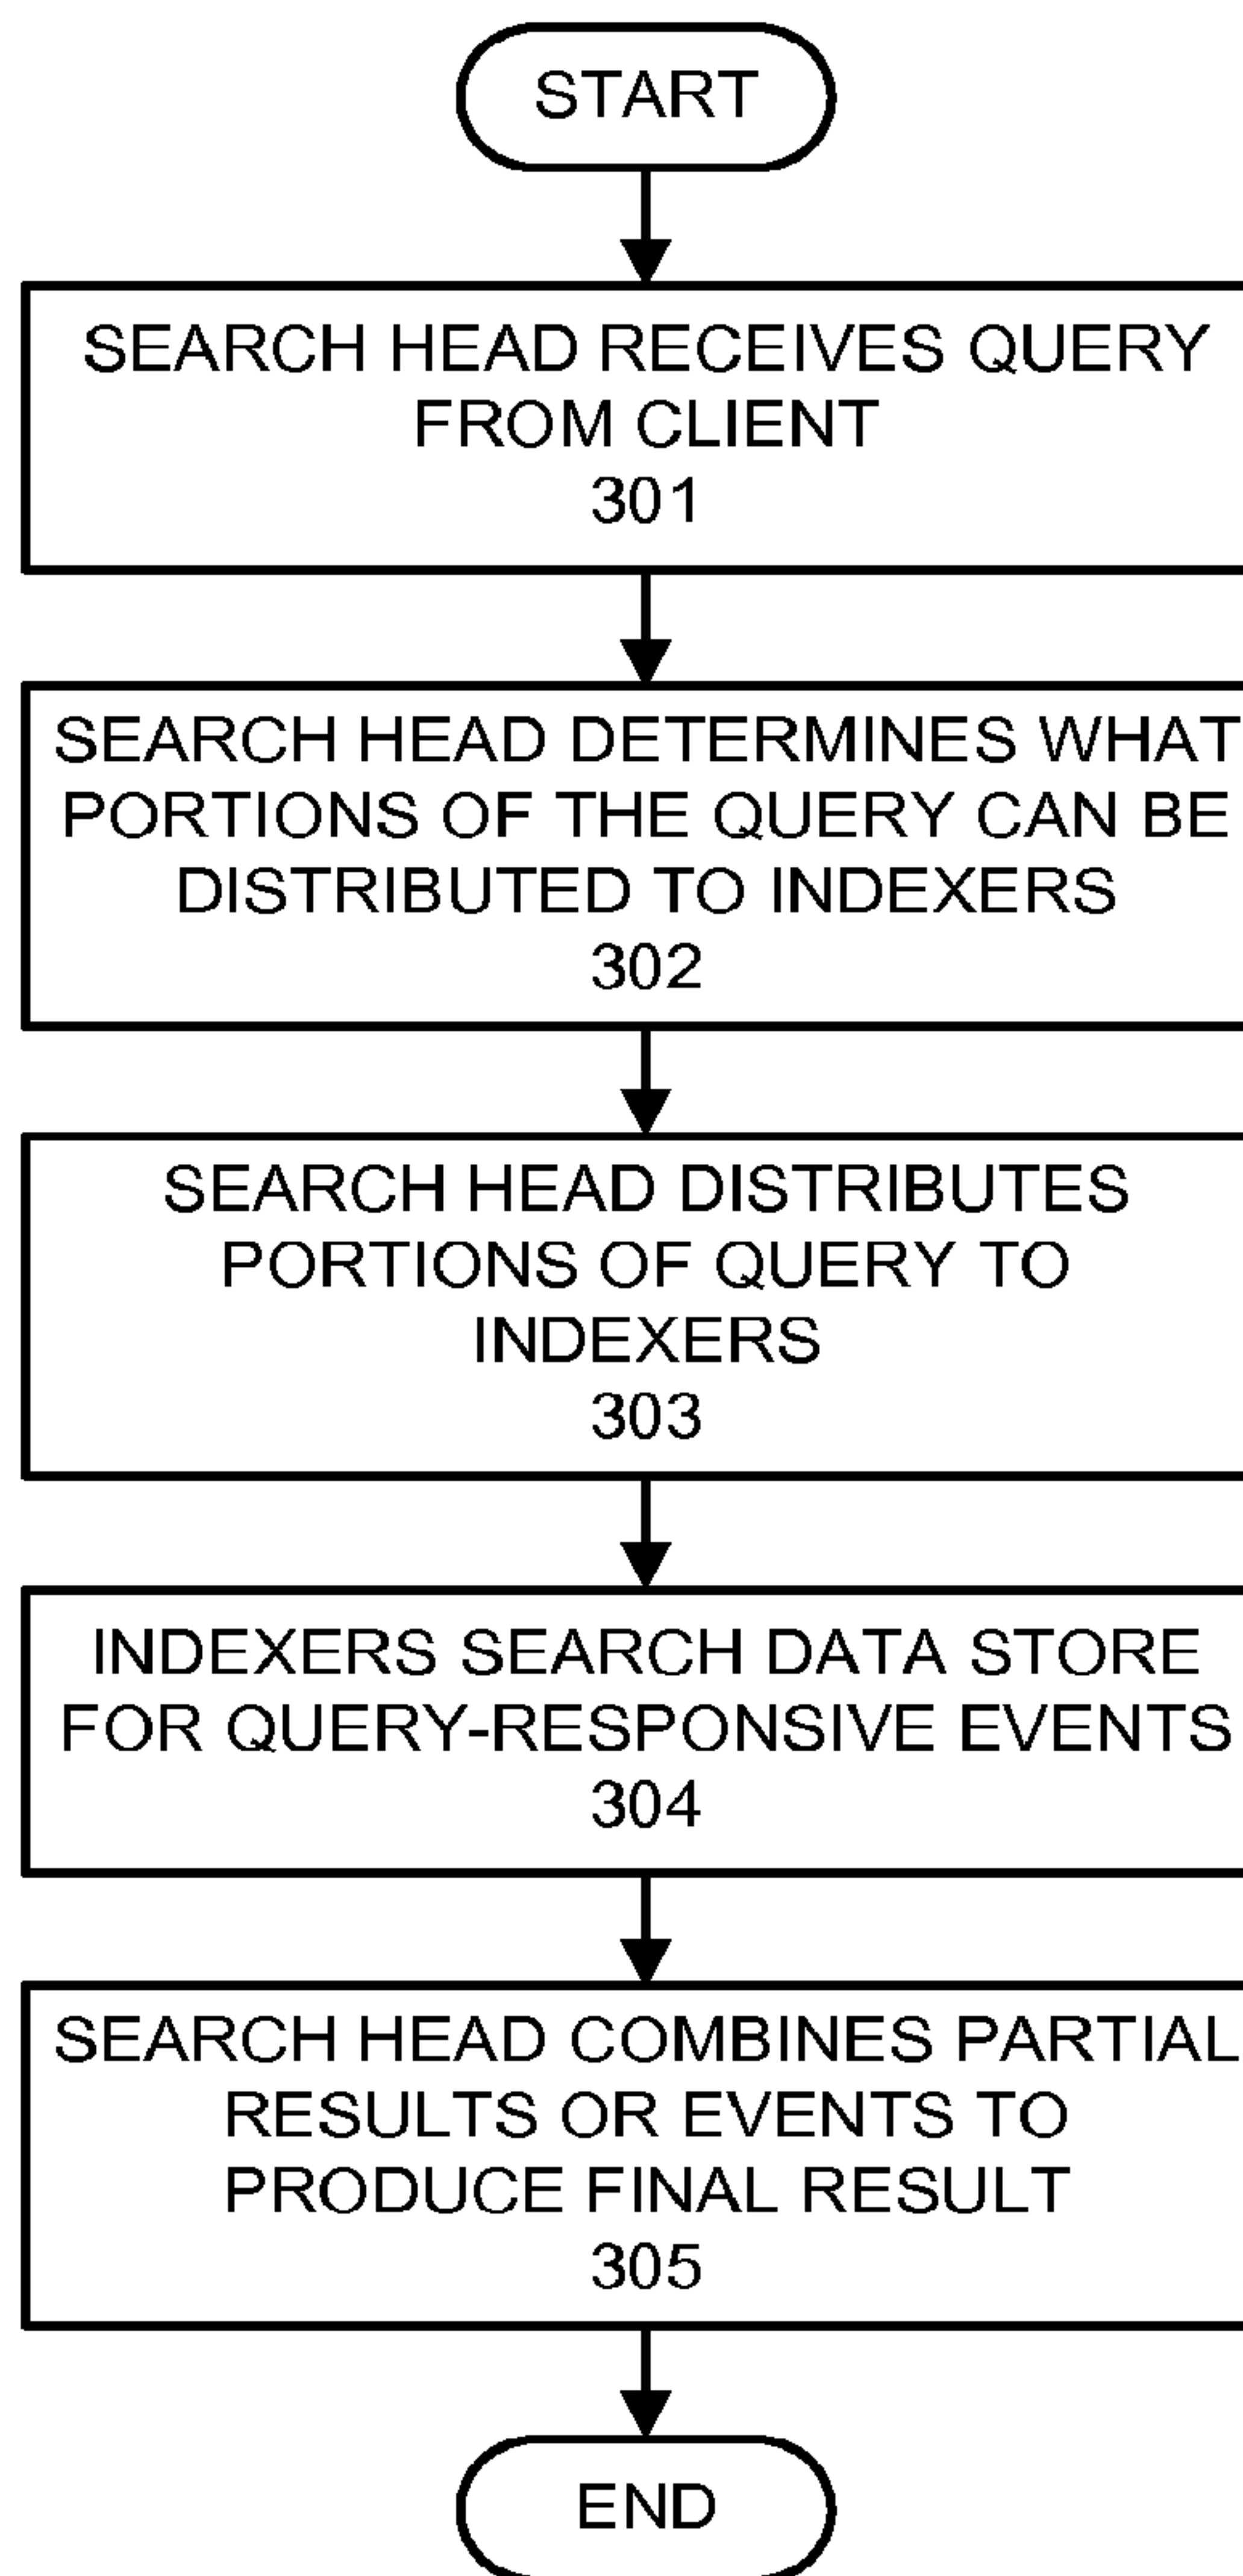 START
SEARCH HEAD RECEIVES QUERY
FROM CLIENT
301
SEARCH HEAD DETERMINES WHAT
PORTIONS OF THE QUERY CAN BE
DISTRIBUTED TO INDEXERS
302
SEARCH HEAD DISTRIBUTES
PORTIONS OF QUERY TO
INDEXERS
303
INDEXERS SEARCH DATA STORE
FOR QUERY-RESPONSIVE EVENTS
304
SEARCH HEAD COMBINES PARTIAL
RESULTS OR EVENTS TO
PRODUCE FINAL RESULT
305
END